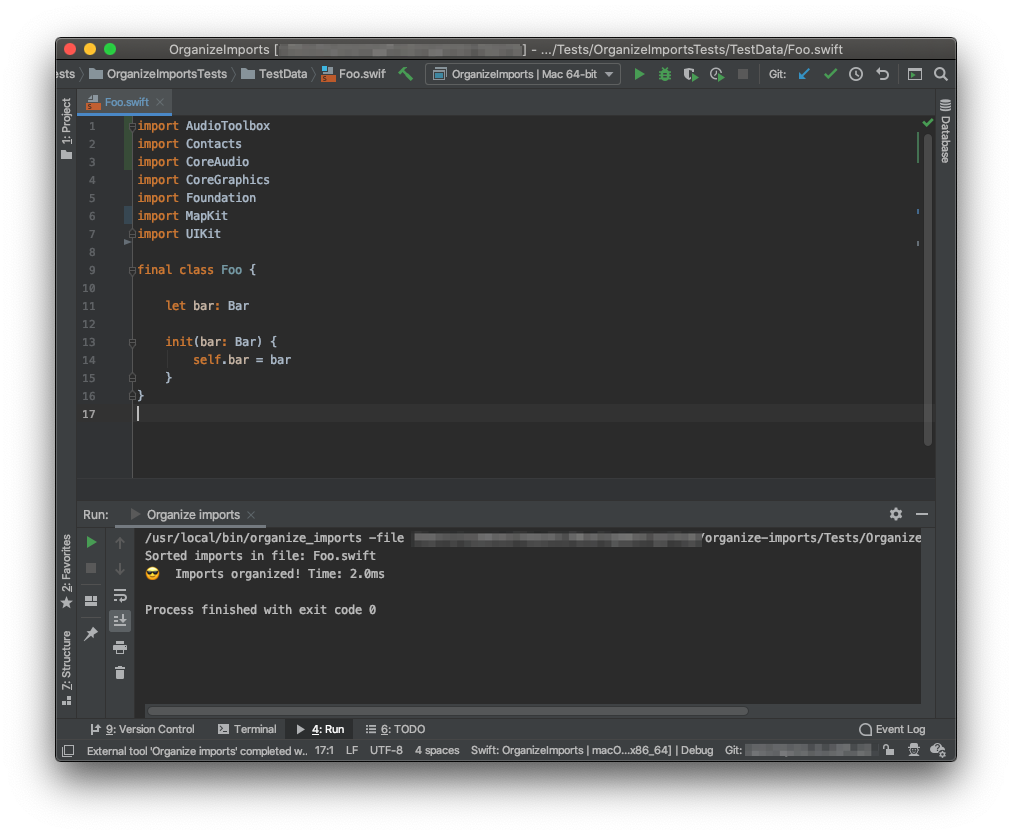 OrganizeImports [ ] - .../Tests/OrganizeImportsTests/TestData/Foo.swift
ests OrganizeImportsTests TestData Foo.swif OrganizeImports | Mac 64-bit Git:
1: Project
Foo.swift
Database
1 import AudioToolbox
2 import Contacts
3 import CoreAudio
4 import CoreGraphics
5 import Foundation
6 import MapKit
7 import UIKit
8
9 final class Foo {
10
11 let bar: Bar
12
13 init(bar: Bar) {
14 self.bar = bar
15 }
16 }
17
Run: Organize imports
/usr/local/bin/organize_imports -file /organize-imports/Tests/Organize
Sorted imports in file: Foo.swift
😎 Imports organized! Time: 2.0ms
Process finished with exit code 0
2: Favorites
7: Structure
9: Version Control Terminal 4: Run 6: TODO Event Log
External tool 'Organize imports' completed w.. 17:1 LF UTF-8 4 spaces Swift: OrganizeImports | macO...x86_64] | Debug Git: